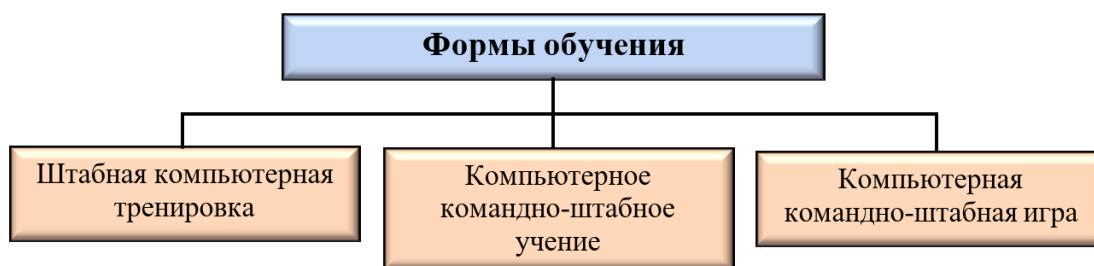 Формы обучения
Штабная компьютерная
тренировка
Компьютерное
командно-штабное
учение
Компьютерная
командно-штабная игра